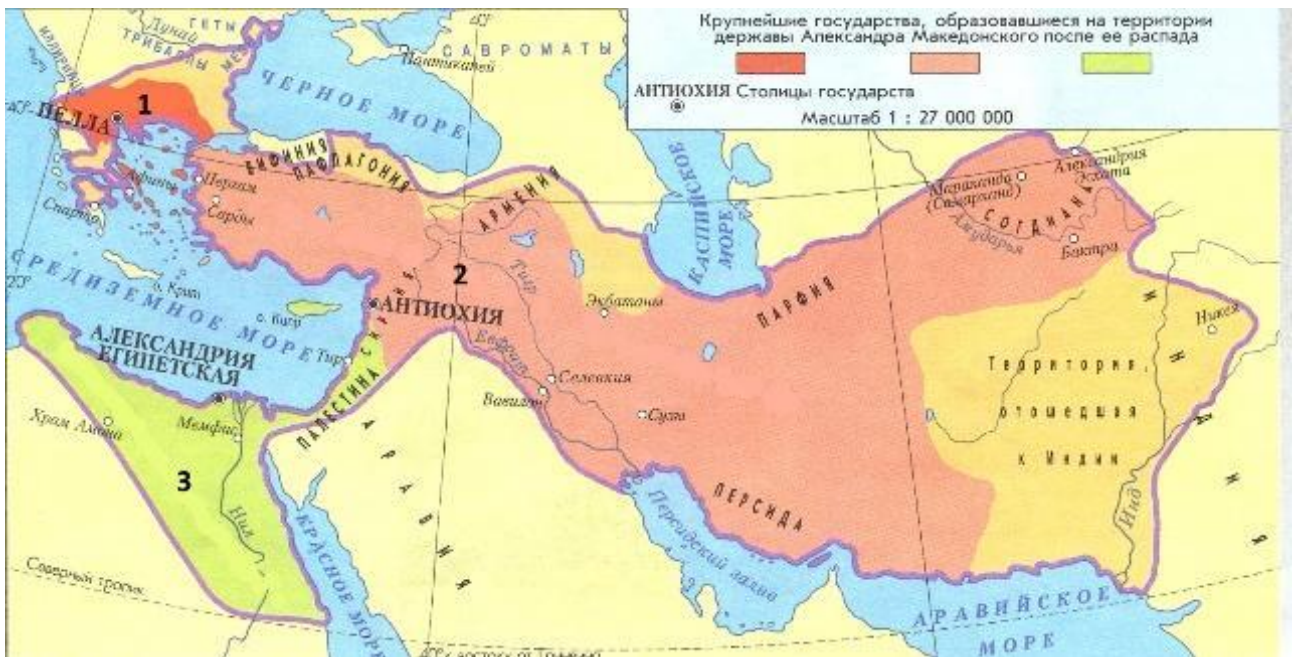 Крупнейшие государства, образовавшиеся на территории
державы Александра Македонского после ее распада
АНТИОХИЯ Столицы государств
Масштаб 1 : 27 000 000
ГЕТЫ
Дунай
ТРИБАЛЛЫ
САВРОМАТЫ
Пантикапей
ЧЕРНОЕ МОРЕ
КАСПИЙСКОЕ
МОРЕ
ПЕЛЛА
1
ВИФИНИЯ
ПАФЛАГОНИЯ
АРМЕНИЯ
Александрия
Эсхата
Мараканда
(Самарканд)
СОГДИАНА
Амударья
Бактра
Афины
Пергам
Сарды
Спарта
СРЕДИЗЕМНОЕ МОРЕ
о. Крит
о. Кипр
2
Тигр
Экбатаны
ПАРФИЯ
АНТИОХИЯ
СИРИЯ
Евфрат
ИНДИЯ
Никея
АЛЕКСАНДРИЯ
ЕГИПЕТСКАЯ
Тир
ПАЛЕСТИНА
Селевкия
Вавилон
Сузы
Территория,
отошедшая
к Индии
Храм Амона
Мемфис
АРАВИЯ
3
Нил
ПЕРСИДА
Инд
Персидский залив
КРАСНОЕ МОРЕ
Северный тропик
АРАВИЙСКОЕ
МОРЕ